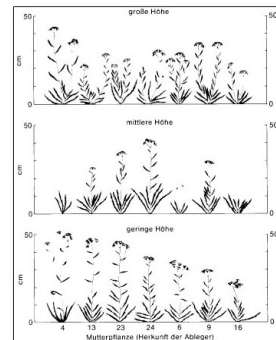 große Höhe
50 50
cm
0 0
mittlere Höhe
50 50
cm
0 0
geringe Höhe
50 50
cm
0 0
4 13 23 24 6 9 16
Mutterpflanze (Herkunft der Ableger)